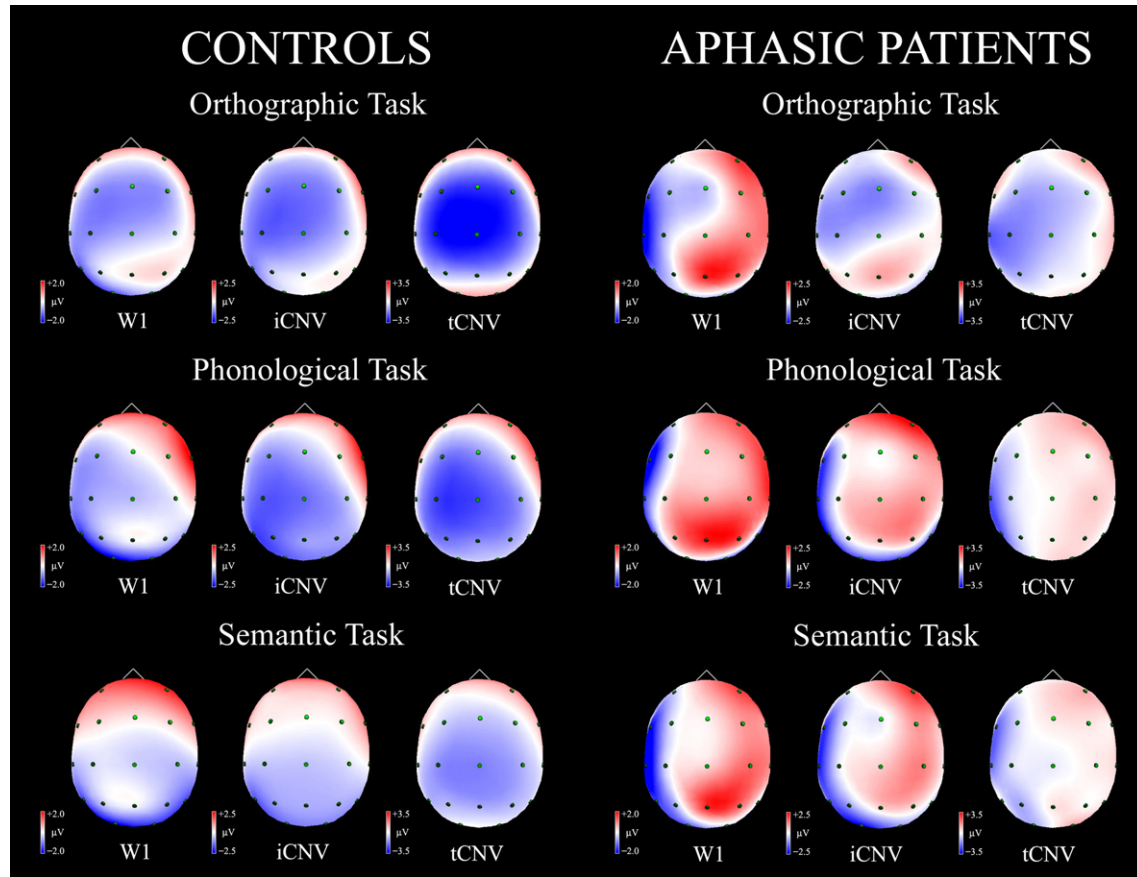 CONTROLS
Orthographic Task
+2.0
μV
−2.0
W1
+2.5
μV
−2.5
iCNV
+3.5
μV
−3.5
tCNV
Phonological Task
+2.0
μV
−2.0
W1
+2.5
μV
−2.5
iCNV
+3.5
μV
−3.5
tCNV
Semantic Task
+2.0
μV
−2.0
W1
+2.5
μV
−2.5
iCNV
+3.5
μV
−3.5
tCNV
APHASIC PATIENTS
Orthographic Task
+2.0
μV
−2.0
W1
+2.5
μV
−2.5
iCNV
+3.5
μV
−3.5
tCNV
Phonological Task
+2.0
μV
−2.0
W1
+2.5
μV
−2.5
iCNV
+3.5
μV
−3.5
tCNV
Semantic Task
+2.0
μV
−2.0
W1
+2.5
μV
−2.5
iCNV
+3.5
μV
−3.5
tCNV